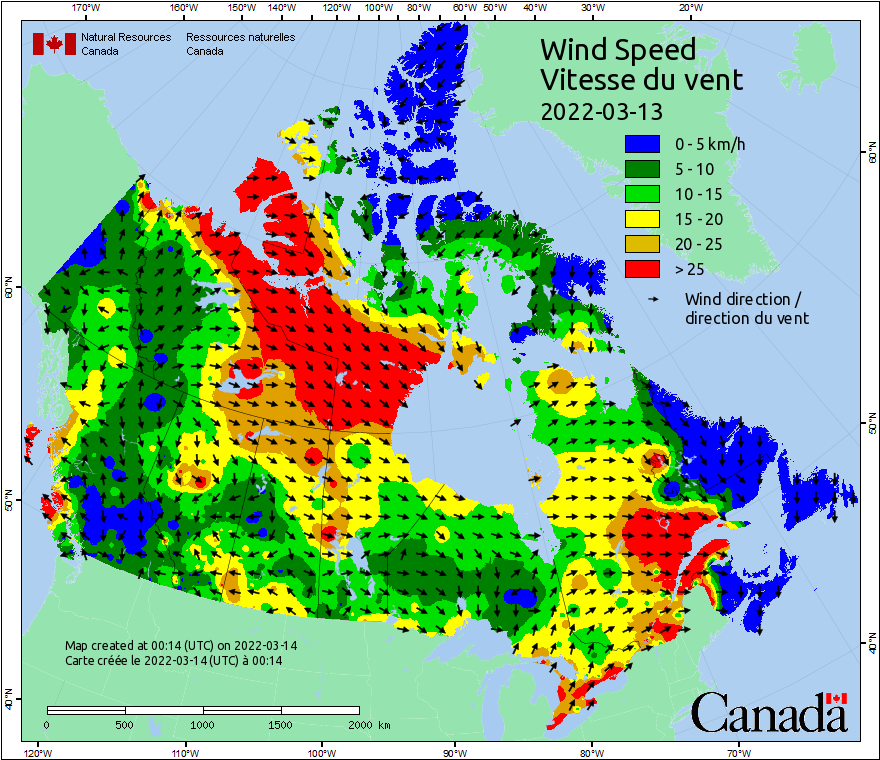 170°W 160°W 150°W 140°W 120°W 100°W 80°W 60°W 50°W 40°W 30°W 20°W
Natural Resources Ressources naturelles
Canada Canada
Wind Speed
Vitesse du vent
2022-03-13
0 - 5 km/h
5 - 10
10 - 15
15 - 20
20 - 25
> 25
Wind direction /
direction du vent
60°N
60°N
50°N
50°N
40°N
40°N
Map created at 00:14 (UTC) on 2022-03-14
Carte créée le 2022-03-14 (UTC) à 00:14
0 500 1000 1500 2000 km
Canada
120°W 110°W 100°W 90°W 80°W 70°W